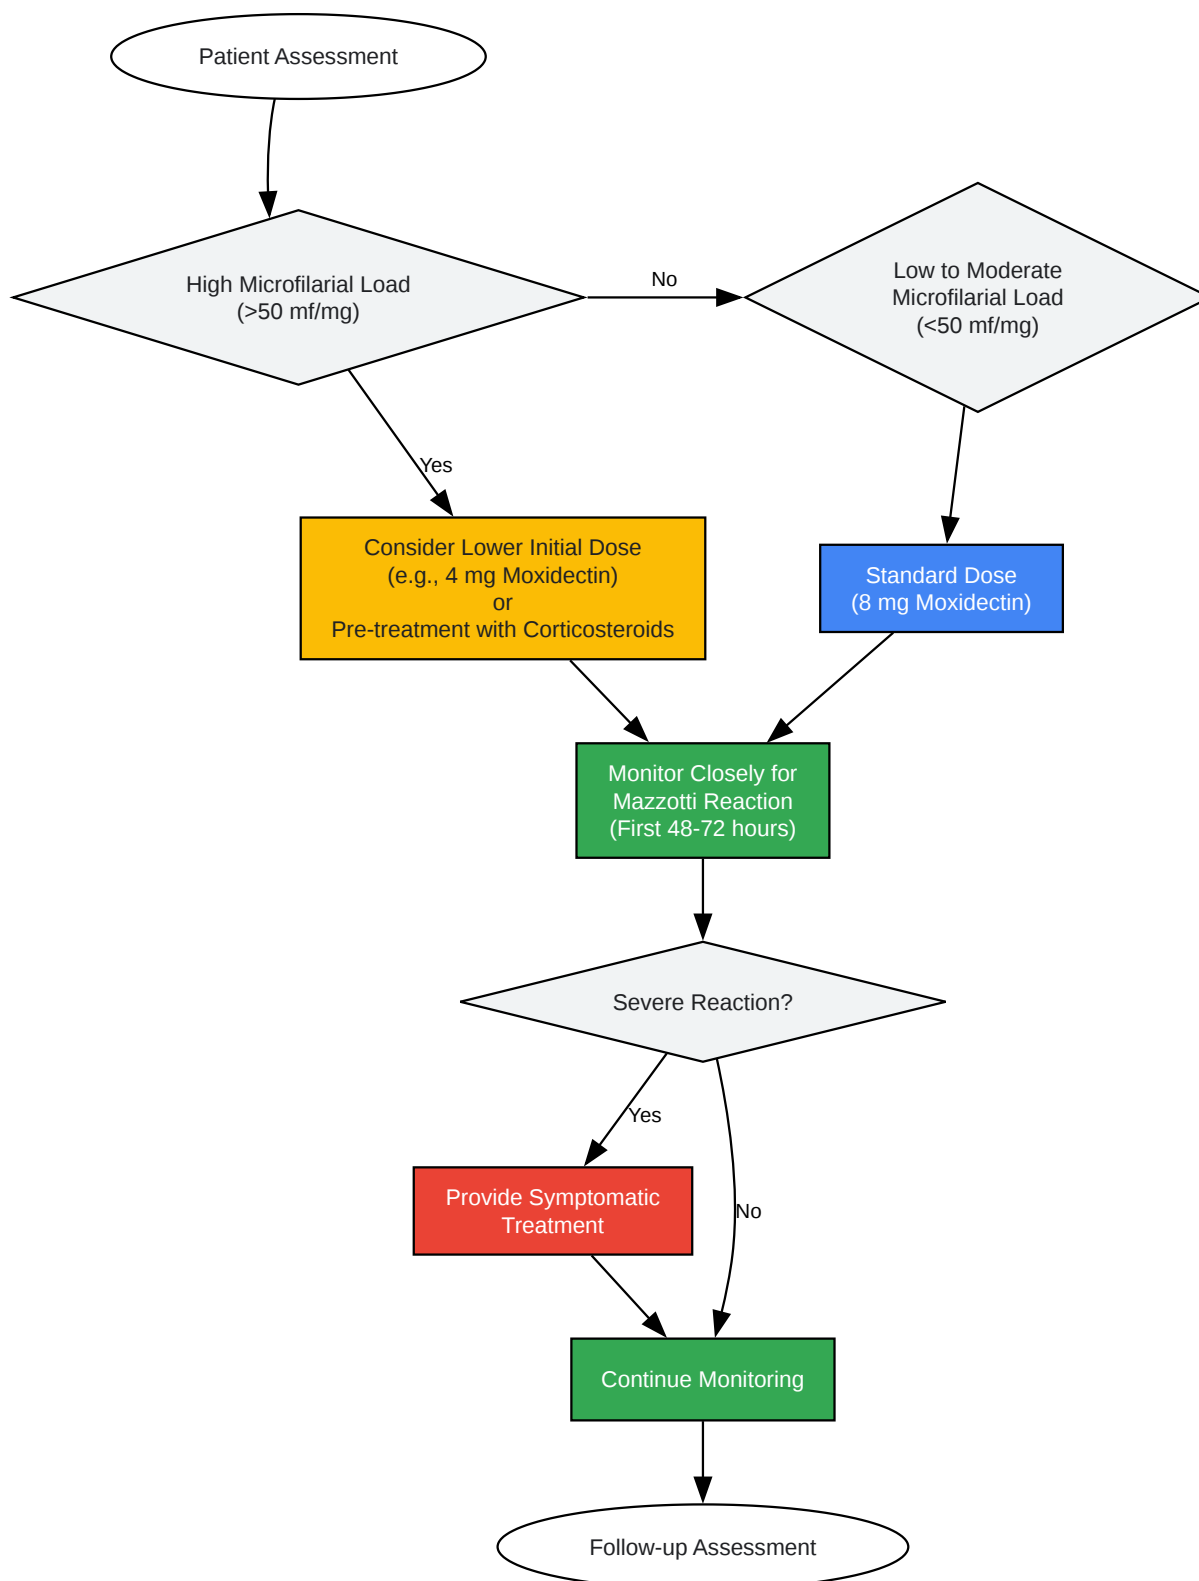 Patient Assessment
High Microfilarial Load
(>50 mf/mg)
No
Low to Moderate
Microfilarial Load
(<50 mf/mg)
Yes
Consider Lower Initial Dose
(e.g., 4 mg Moxidectin)
or
Pre-treatment with Corticosteroids
Standard Dose
(8 mg Moxidectin)
Monitor Closely for
Mazzotti Reaction
(First 48-72 hours)
Severe Reaction?
Yes
Provide Symptomatic
Treatment
No
Continue Monitoring
Follow-up Assessment